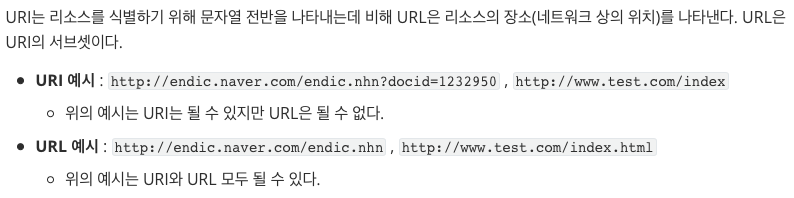 URI는 리소스를 식별하기 위해 문자열 전반을 나타내는데 비해 URL은 리소스의 장소(네트워크 상의 위치)를 나타낸다. URL은
URI의 서브셋이다.
URI 예시 : http://endic.naver.com/endic.nhn?docid=1232950 , http://www.test.com/index
위의 예시는 URI는 될 수 있지만 URL은 될 수 없다.
URL 예시 : http://endic.naver.com/endic.nhn , http://www.test.com/index.html
위의 예시는 URI와 URL 모두 될 수 있다.